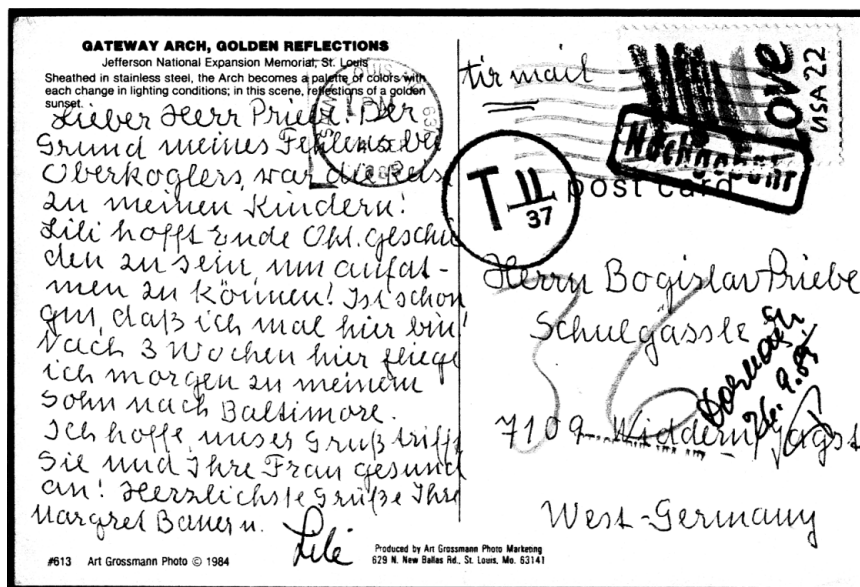 GATEWAY ARCH, GOLDEN REFLECTIONS
Jefferson National Expansion Memorial, St. Louis
Sheathed in stainless steel, the Arch becomes a palette of colors with
each change in lighting conditions; in this scene, reflections of a golden
sunset.
Lieber Herr Priebe! Der
Grund meines Fehlens bei
Oberkoglers, war die Reise
zu meinen Kindern!
Lili hofft Ende Okt. geschie
den zu sein, um aufat-
men zu können! Ist schon
gut, daß ich mal hier bin!
Nach 3 Wochen hier fliege
ich morgen zu meinem
Sohn nach Baltimore.
Ich hoffe, unser Gruß trifft
Sie und Ihre Frau gesund
an! Herzlichste Grüße Ihre
Margret Bauer u.
Lili
#613 Art Grossmann Photo © 1984
Produced by Art Grossmann Photo Marketing
629 N. New Ballas Rd., St. Louis, Mo. 63141
air mail
Love
USA 22
Nachgebühr
T 11
37
post card
Herrn Bogislav Priebe
Schulgässle
36
7109 Widdern/Jagst
West-Germany